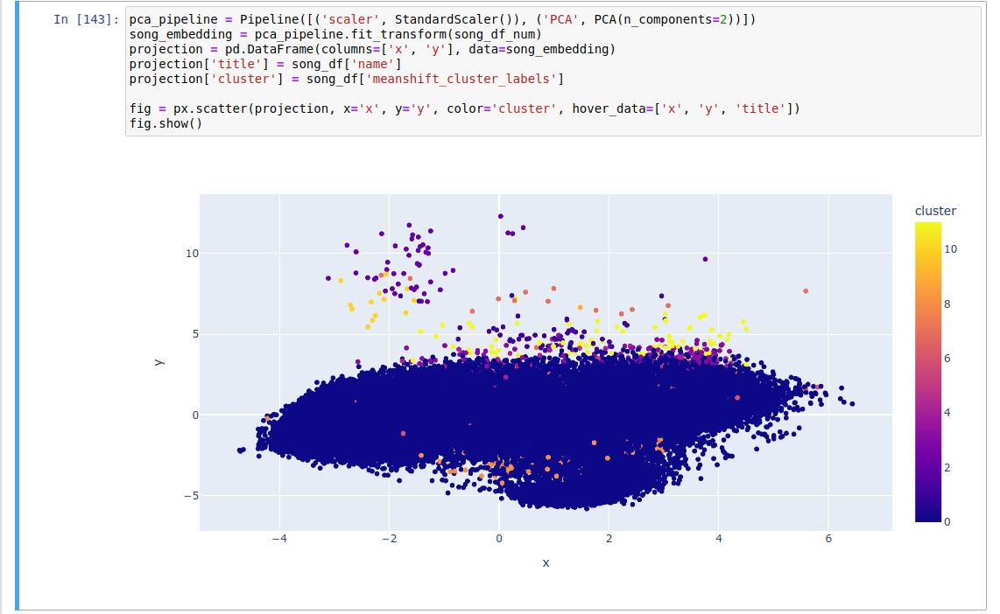 In [143]: pca_pipeline = Pipeline([('scaler', StandardScaler()), ('PCA', PCA(n_components=2))])
song_embedding = pca_pipeline.fit_transform(song_df_num)
projection = pd.DataFrame(columns=['x', 'y'], data=song_embedding)
projection['title'] = song_df['name']
projection['cluster'] = song_df['meanshift_cluster_labels']
fig = px.scatter(projection, x='x', y='y', color='cluster', hover_data=['x', 'y', 'title'])
fig.show()
cluster
10
5
0
−5
y
−4 −2 0 2 4 6
x
10
8
6
4
2
0